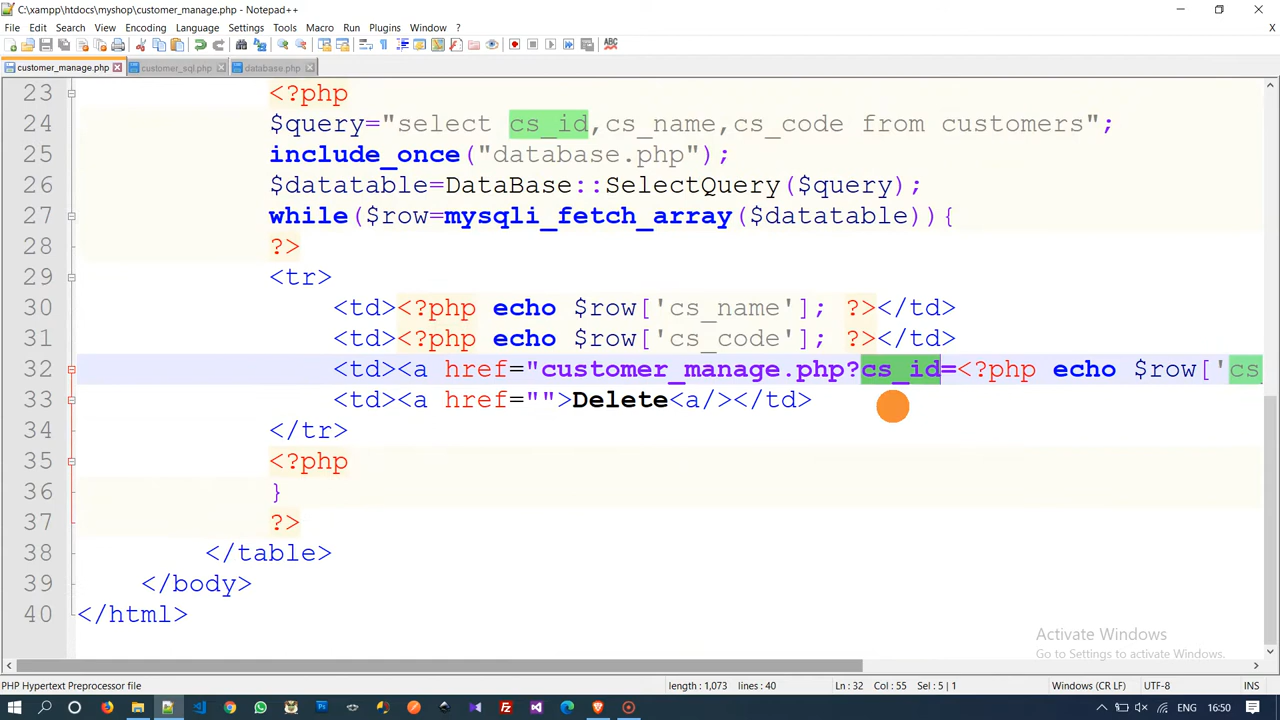 C:\xampp\htdocs\myshop\customer_manage.php - Notepad++
File Edit Search View Encoding Language Settings Tools Macro Run Plugins Window ?
customer_manage.php customer_sql.php database.php
23 <?php
24 $query="select cs_id,cs_name,cs_code from customers";
25 include_once("database.php");
26 $datatable=DataBase::SelectQuery($query);
27 while($row=mysqli_fetch_array($datatable)){
28 ?>
29 <tr>
30 <td><?php echo $row['cs_name']; ?></td>
31 <td><?php echo $row['cs_code']; ?></td>
32 <td><a href="customer_manage.php?cs_id=<?php echo $row['cs
33 <td><a href="">Delete<a/></td>
34 </tr>
35 <?php
36 }
37 ?>
38 </table>
39 </body>
40 </html>
Activate Windows
Go to Settings to activate Windows.
PHP Hypertext Preprocessor file length : 1,073 lines : 40 Ln : 32 Col : 55 Sel : 5 | 1 Windows (CR LF) UTF-8 INS
ENG 16:50